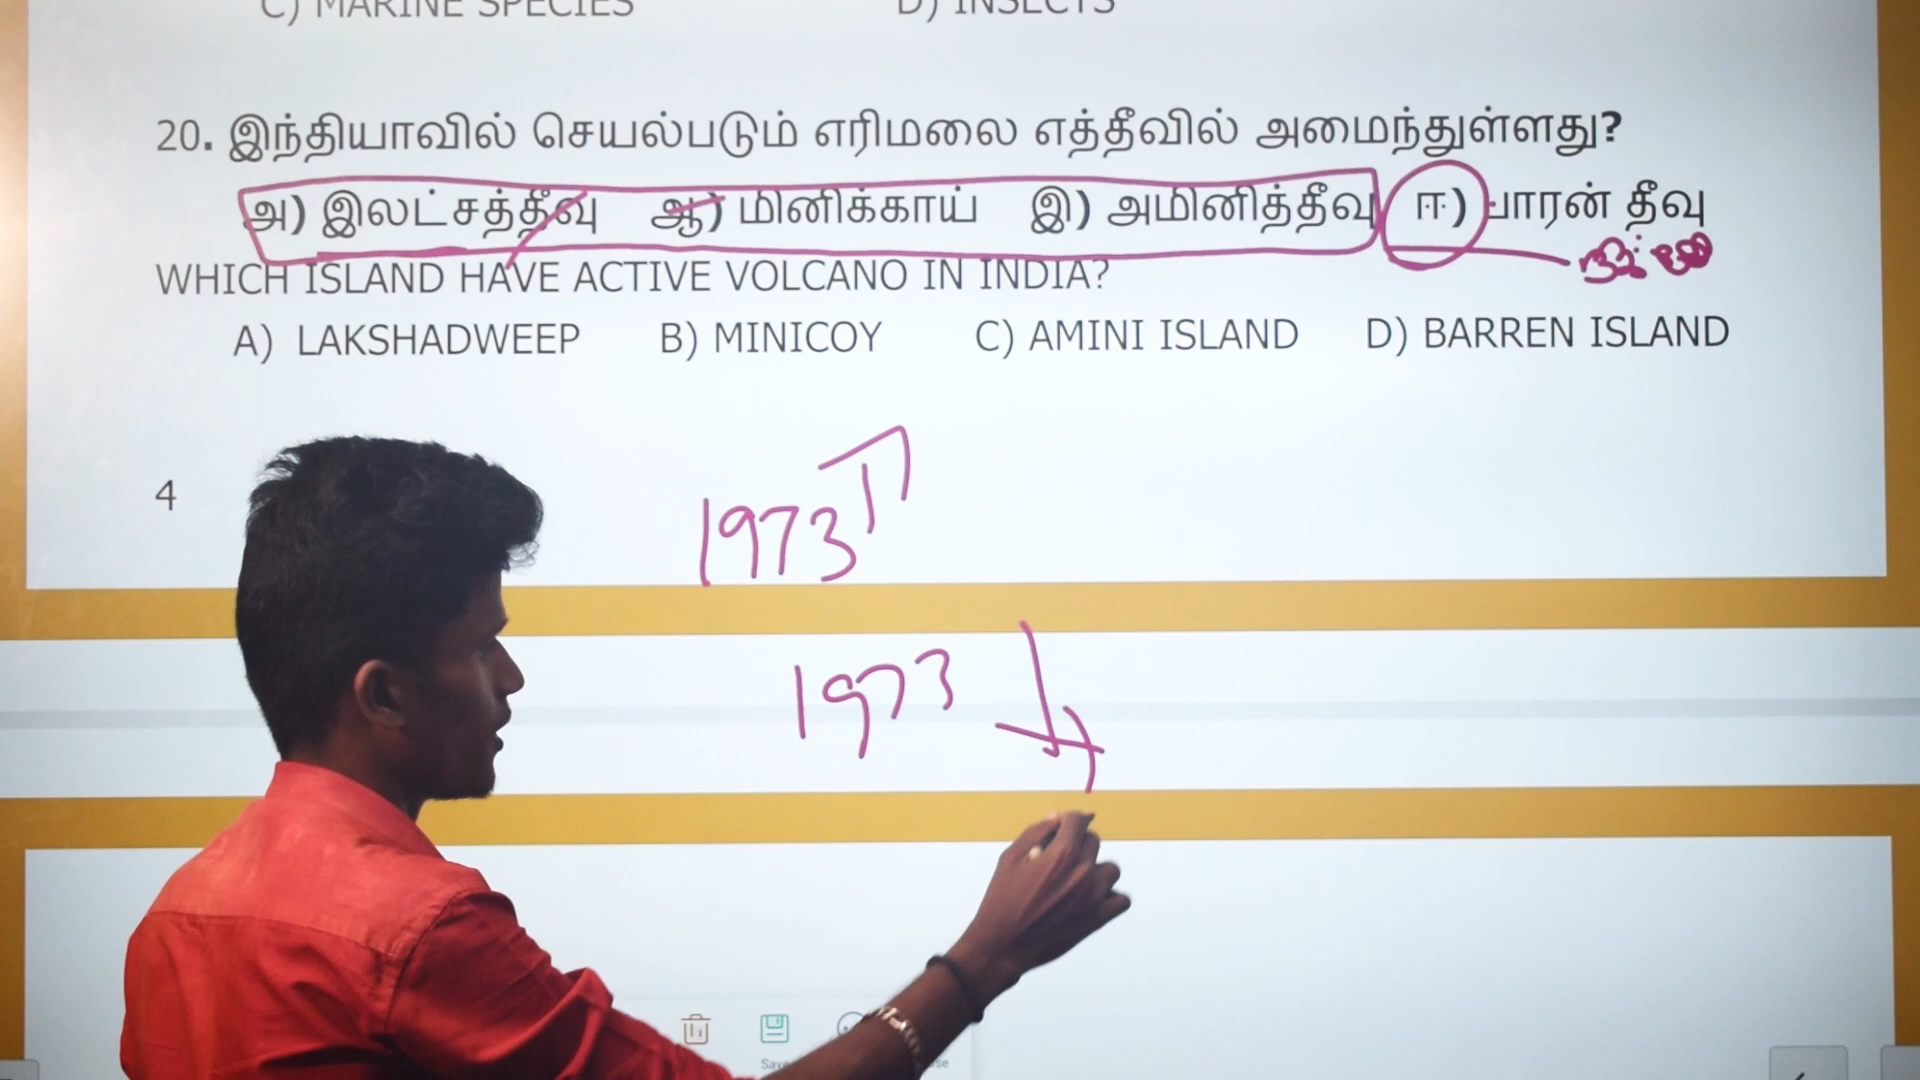 C) MARINE SPECIES D) INSECTS
20. இந்தியாவில் செயல்படும் எரிமலை எத்தீவில் அமைந்துள்ளது?
அ) இலட்சத்தீவு ஆ) மினிக்காய் இ) அமினித்தீவு ஈ) பாரன் தீவு
WHICH ISLAND HAVE ACTIVE VOLCANO IN INDIA?
A) LAKSHADWEEP B) MINICOY C) AMINI ISLAND D) BARREN ISLAND
4
1973
1973